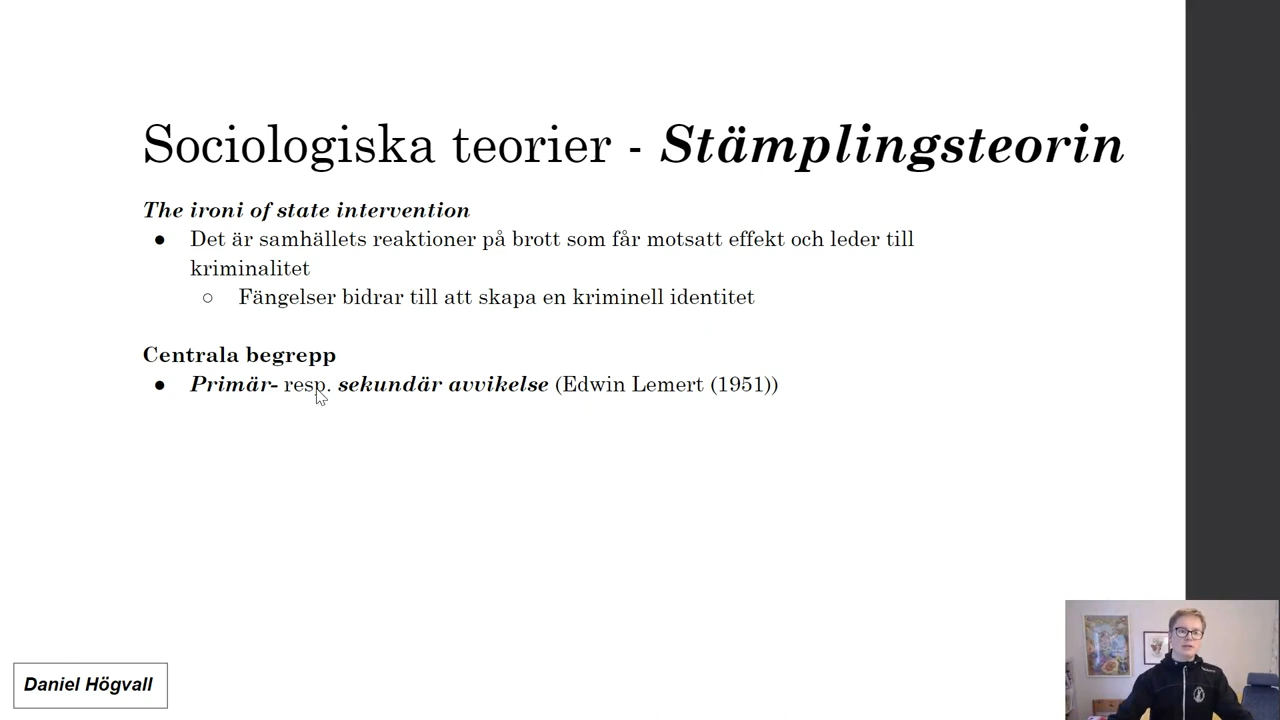 Sociologiska teorier - Stämplingsteorin
The ironi of state intervention
● Det är samhällets reaktioner på brott som får motsatt effekt och leder till
kriminalitet
○ Fängelser bidrar till att skapa en kriminell identitet
Centrala begrepp
● Primär- resp. sekundär avvikelse (Edwin Lemert (1951))
Daniel Högvall